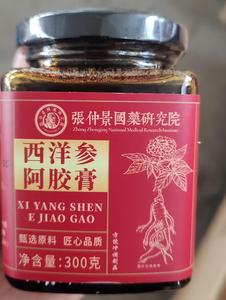 張仲景國薬研究院
Zhang Zhongjing National Medical Research Institute
西洋参
阿胶膏
XI YANG SHEN
E JIAO GAO
甄选原料 匠心品质
净含量:300克